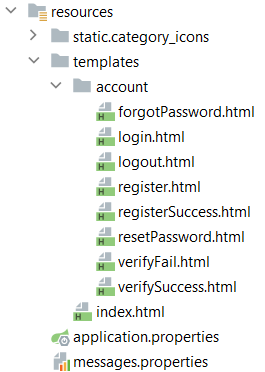 resources
static.category_icons
templates
account
forgotPassword.html
login.html
logout.html
register.html
registerSuccess.html
resetPassword.html
verifyFail.html
verifySuccess.html
index.html
application.properties
messages.properties